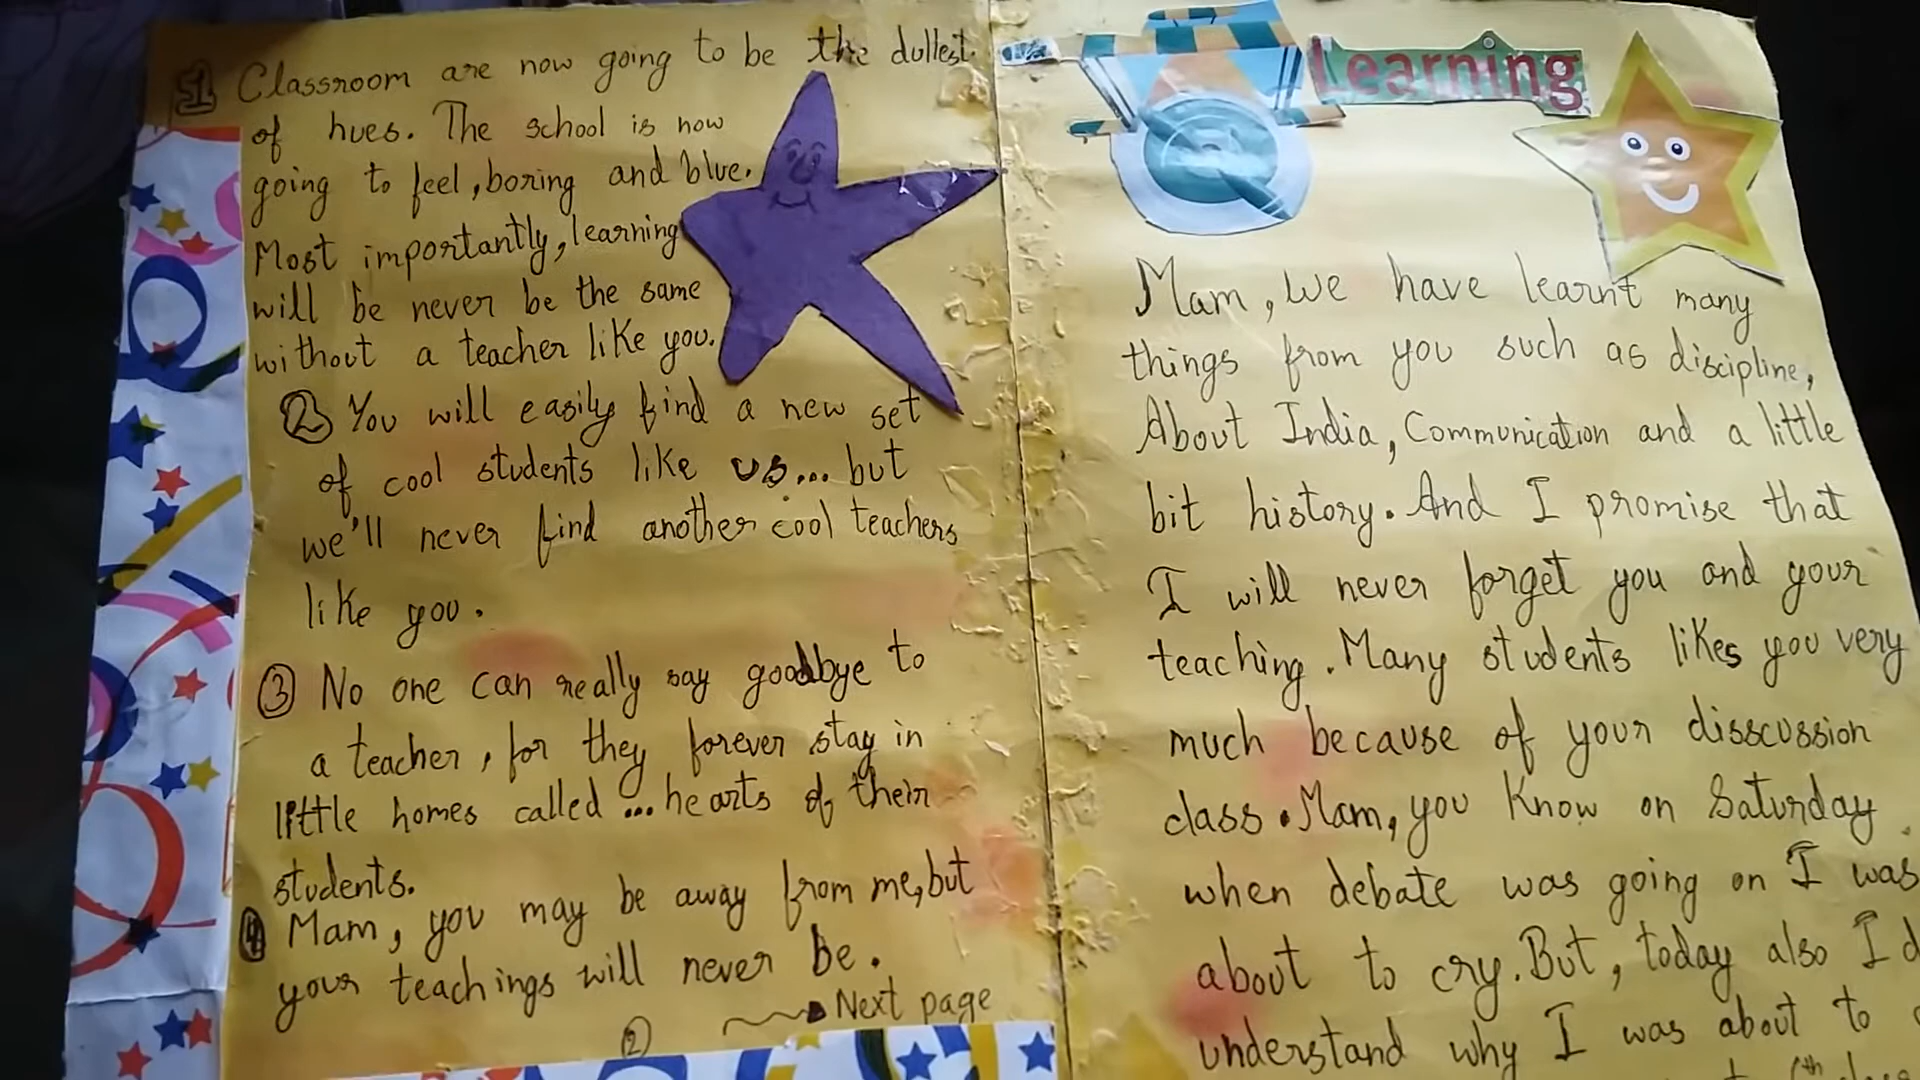 1 Classroom are now going to be the dullest
of hues. The school is now
going to feel, boring and blue.
Most importantly, learning
will be never be the same
without a teacher like you.
2 You will easily find a new set
of cool students like us... but
we'll never find another cool teachers
like you.
3 No one can really say goodbye to
a teacher, for they forever stay in
little homes called ... hearts of their
students.
4 Mam, you may be away from me, but
your teachings will never be.
Next page
2
Learning
Mam, we have learnt many
things from you such as discipline,
About India, Communication and a little
bit history. And I promise that
I will never forget you and your
teaching. Many students likes you very
much because of your disscussion
class. Mam, you know on Saturday
when debate was going on I was
about to cry. But, today also I
understand why I was about to